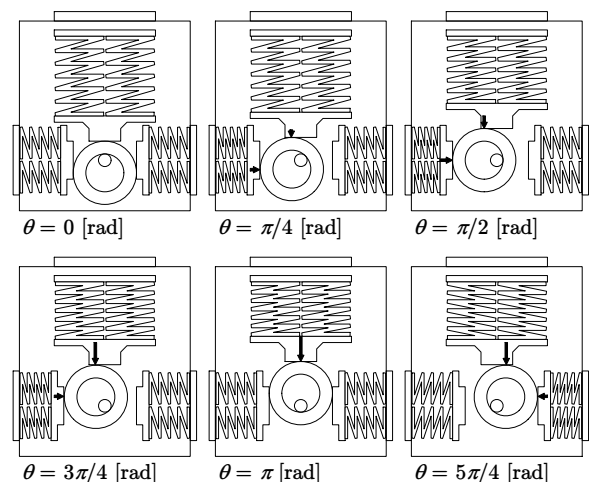 θ = 0 [rad]
θ = π/4 [rad]
θ = π/2 [rad]
θ = 3π/4 [rad]
θ = π [rad]
θ = 5π/4 [rad]